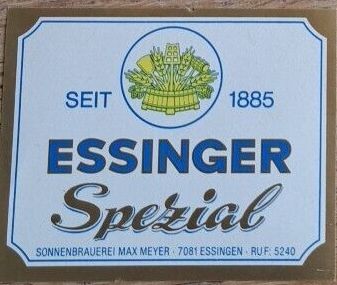 SEIT 1885
ESSINGER
Spezial
SONNENBRAUEREI MAX MEYER · 7081 ESSINGEN · RUF: 5240